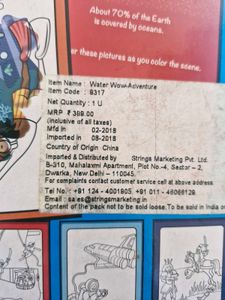 About 70% of the Earth
is covered by oceans.
er these pictures as you color the scene.
Item Name : Water Wow-Adventure
Item Code : 9317
Net Quantity : 1 U
MRP ₹ 399.00
(inclusive of all taxes)
Mfd in 02-2018
Imported in 08-2018
Country of Origin China
Imported & Distributed by Strings Marketing Pvt. Ltd.
B-310, Mahalaxmi Apartment, Plot No.-4, Sector – 2,
Dwarka, New Delhi – 110045.
For complaints contact customer service cell at above address.
Tel No.: +91 124 - 4001905, +91 011 - 46066128
Email : sales@stringsmarketing.in
Content of the pack not to be sold loose. To be sold in India o